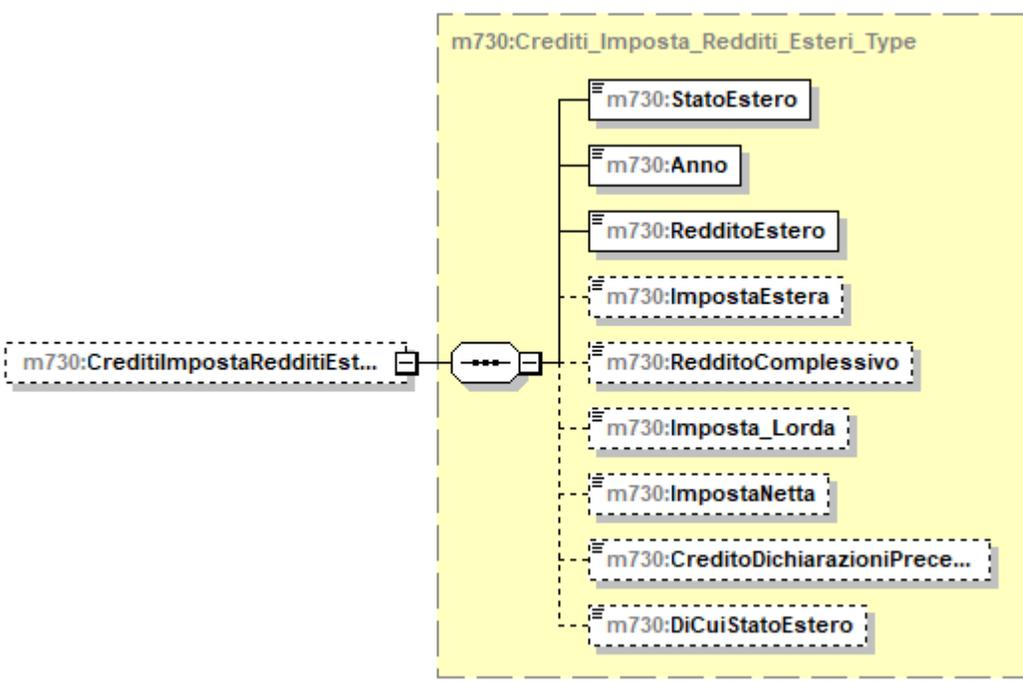 m730:Crediti_Imposta_Redditi_Esteri_Type
m730:StatoEstero
m730:Anno
m730:RedditoEstero
m730:ImpostaEstera
m730:CreditiImpostaRedditiEst...
m730:RedditoComplessivo
m730:Imposta_Lorda
m730:ImpostaNetta
m730:CreditoDichiarazioniPrece...
m730:DiCuiStatoEstero